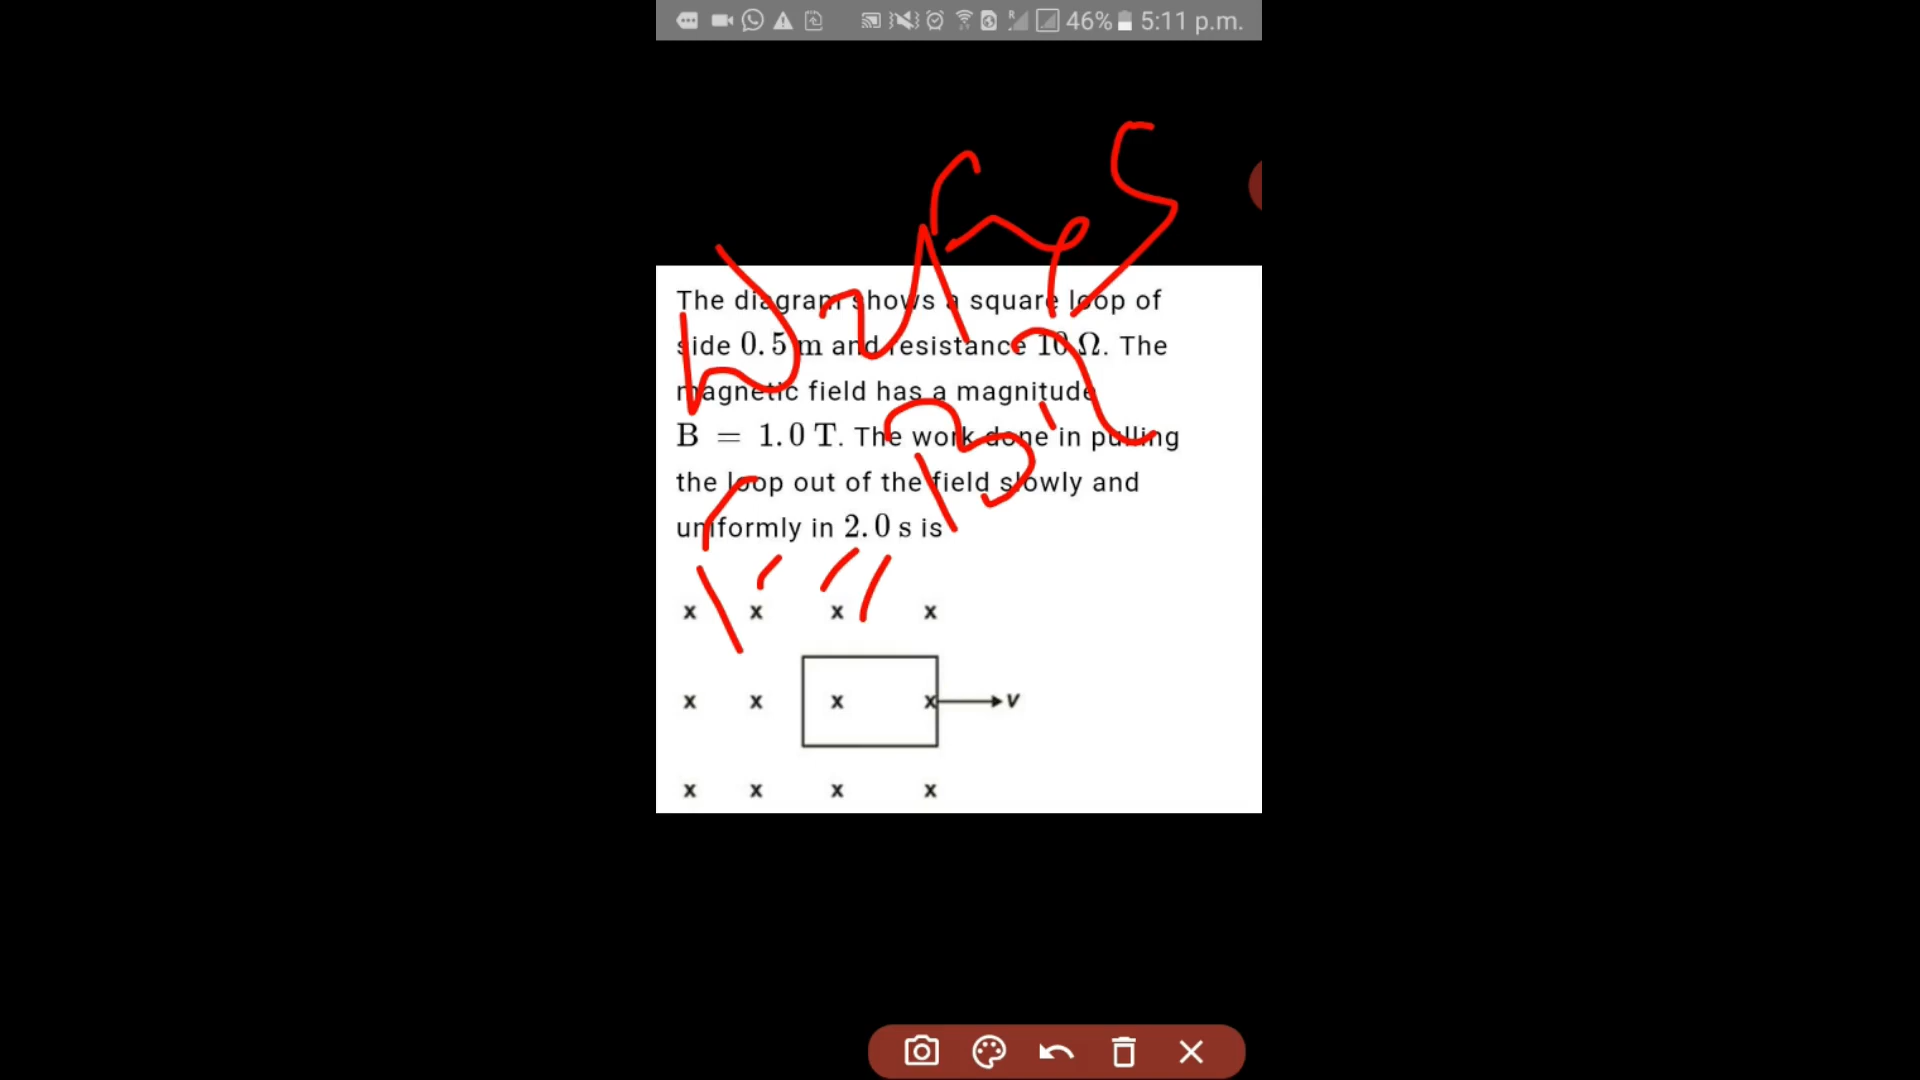 46% 5:11 p.m.
The diagram shows a square loop of
side 0.5 m and resistance 10 Ω. The
magnetic field has a magnitude
B = 1.0 T. The work done in pulling
the loop out of the field slowly and
uniformly in 2.0 s is
x x x x
x x x x v
x x x x